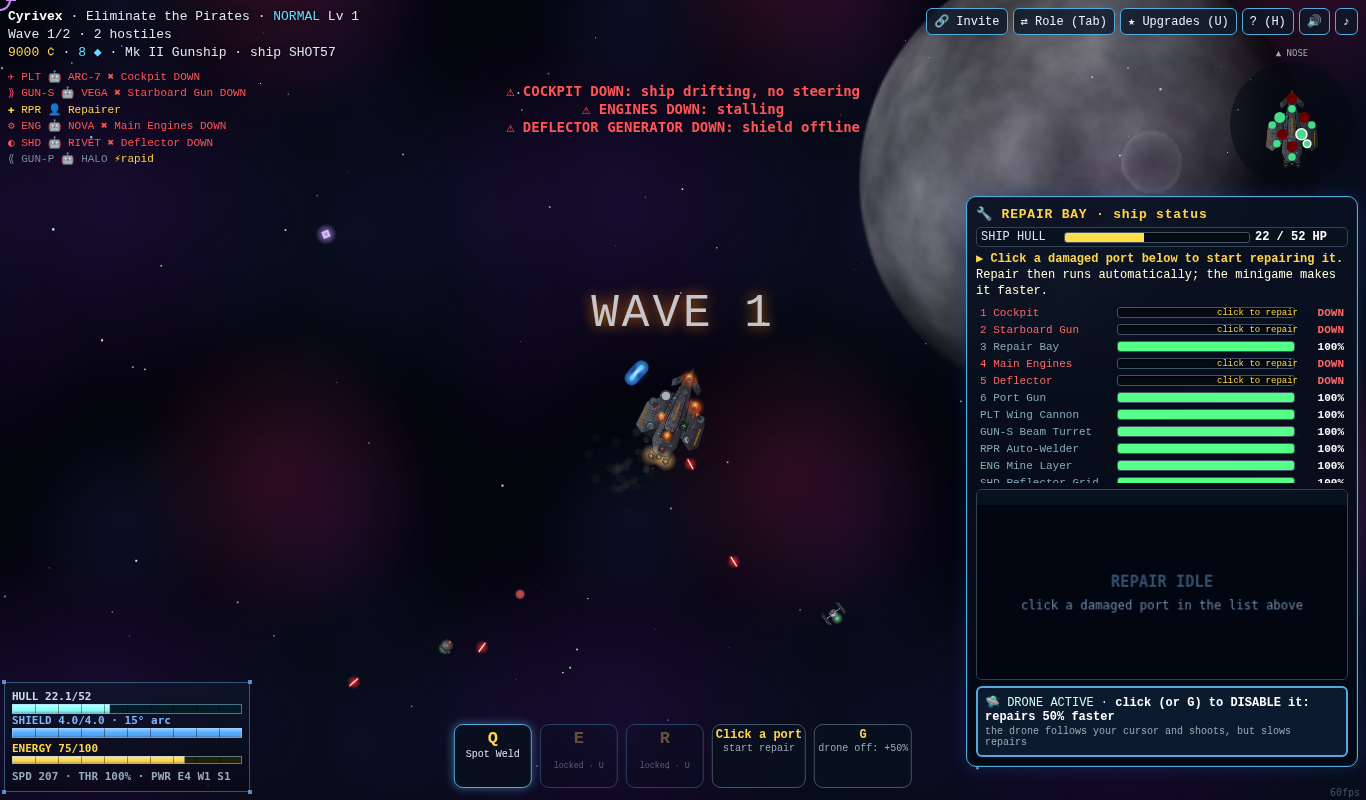 Cyrivex · Eliminate the Pirates · NORMAL Lv 1
Wave 1/2 · 2 hostiles
9000 ¢ · 8 ◆ · Mk II Gunship · ship SHOT57
PLT 🤖 ARC-7 ✖ Cockpit DOWN
GUN-S 🤖 VEGA ✖ Starboard Gun DOWN
RPR 👤 Repairer
ENG 🤖 NOVA ✖ Main Engines DOWN
SHD 🤖 RIVET ✖ Deflector DOWN
GUN-P 🤖 HALO ⚡rapid
⚠ COCKPIT DOWN: ship drifting, no steering
⚠ ENGINES DOWN: stalling
⚠ DEFLECTOR GENERATOR DOWN: shield offline
🔗 Invite
⇄ Role (Tab)
★ Upgrades (U)
? (H)
🔊
♪
▲ NOSE
WAVE 1
🔧 REPAIR BAY · ship status
SHIP HULL 22 / 52 HP
▶ Click a damaged port below to start repairing it.
Repair then runs automatically; the minigame makes
it faster.
1 Cockpit click to repair DOWN
2 Starboard Gun click to repair DOWN
3 Repair Bay 100%
4 Main Engines click to repair DOWN
5 Deflector click to repair DOWN
6 Port Gun 100%
PLT Wing Cannon 100%
GUN-S Beam Turret 100%
RPR Auto-Welder 100%
ENG Mine Layer 100%
SHD Reflector Grid 100%
REPAIR IDLE
click a damaged port in the list above
🛸 DRONE ACTIVE · click (or G) to DISABLE it:
repairs 50% faster
the drone follows your cursor and shoots, but slows
repairs
HULL 22.1/52
SHIELD 4.0/4.0 · 15° arc
ENERGY 75/100
SPD 207 · THR 100% · PWR E4 W1 S1
Q
Spot Weld
E
locked · U
R
locked · U
Click a port
start repair
G
drone off: +50%
60fps